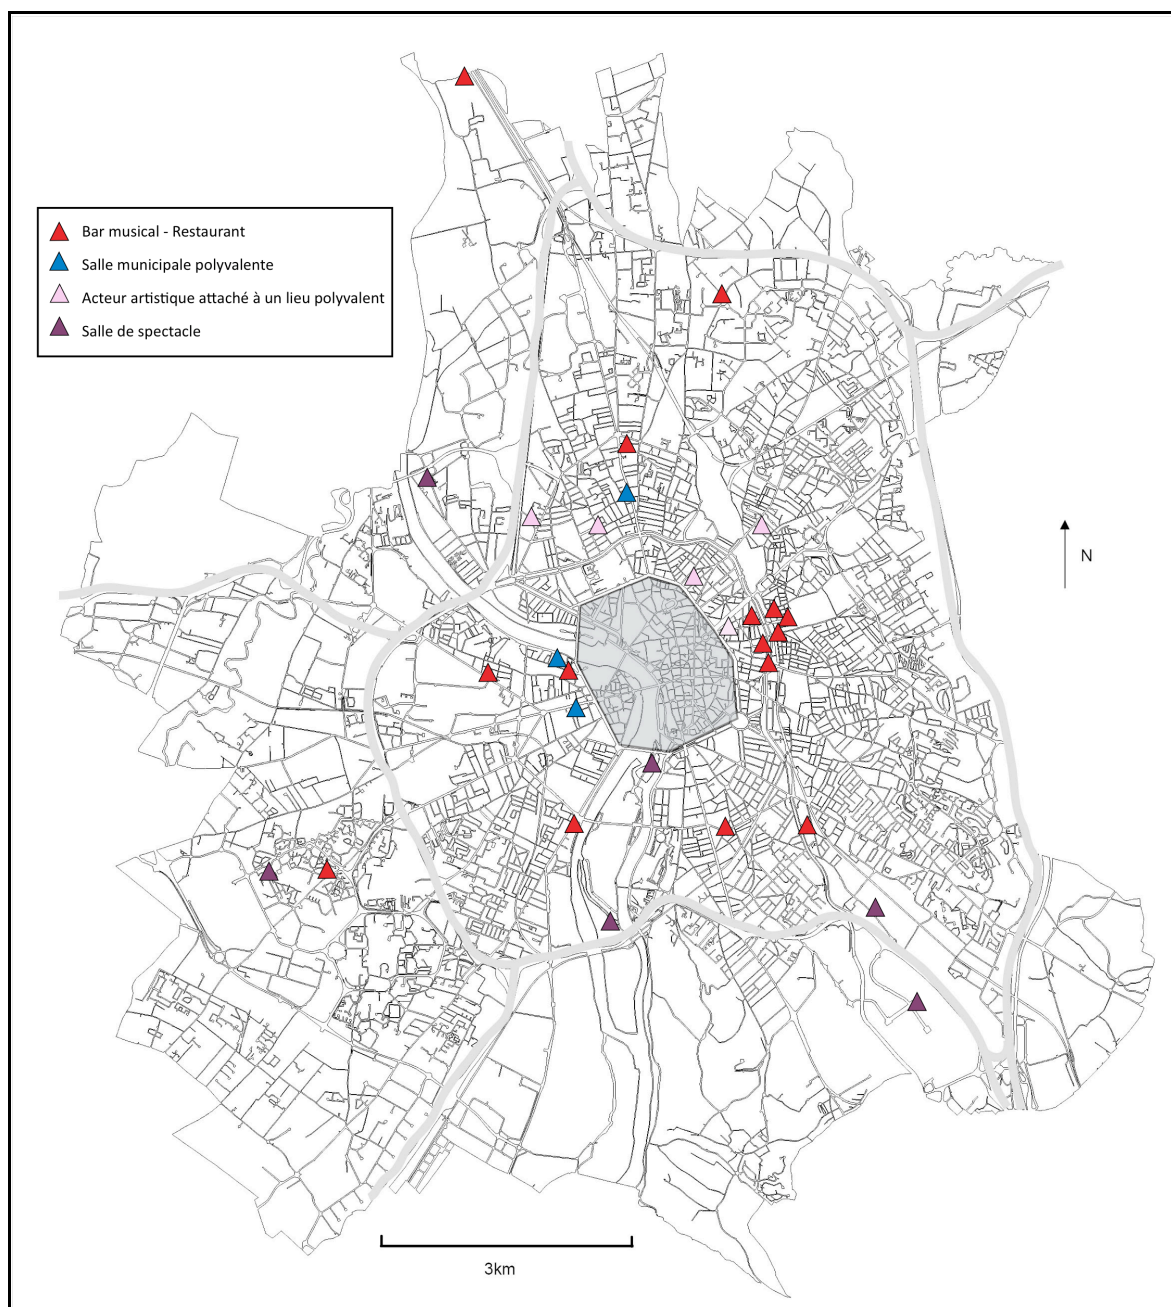 Bar musical - Restaurant
Salle municipale polyvalente
Acteur artistique attaché à un lieu polyvalent
Salle de spectacle
N
3km